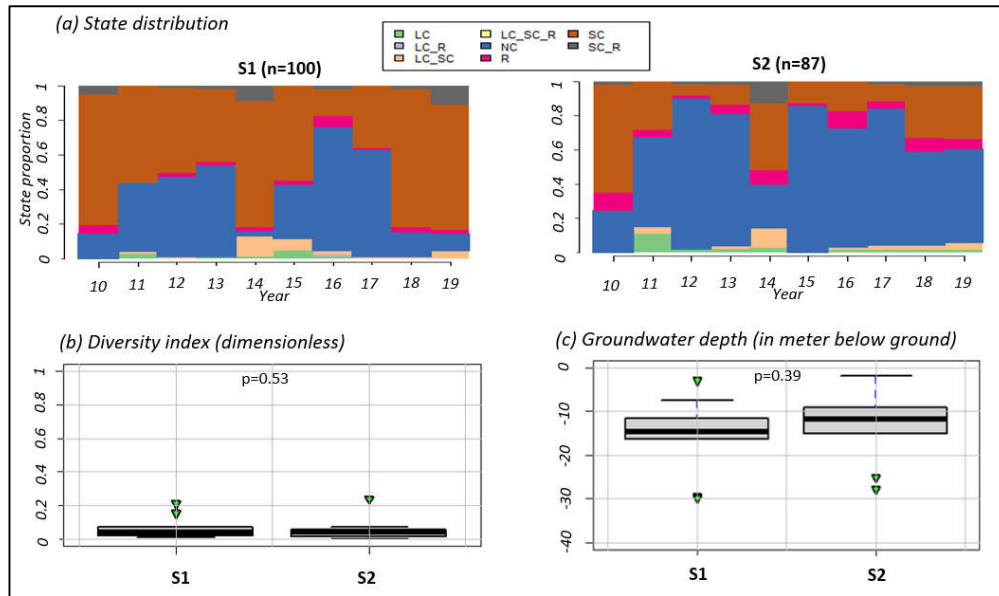 (a) State distribution
LC LC_SC_R SC
LC_R NC SC_R
LC_SC R
S1 (n=100) S2 (n=87)
State proportion
1
0.8
0.6
0.4
0.2
0
10 11 12 13 14 15 16 17 18 19
Year
1
0.8
0.6
0.4
0.2
0
10 11 12 13 14 15 16 17 18 19
Year
(b) Diversity index (dimensionless)
p=0.53
1
0.8
0.6
0.4
0.2
0
S1 S2
(c) Groundwater depth (in meter below ground)
p=0.39
0
-10
-20
-30
-40
S1 S2